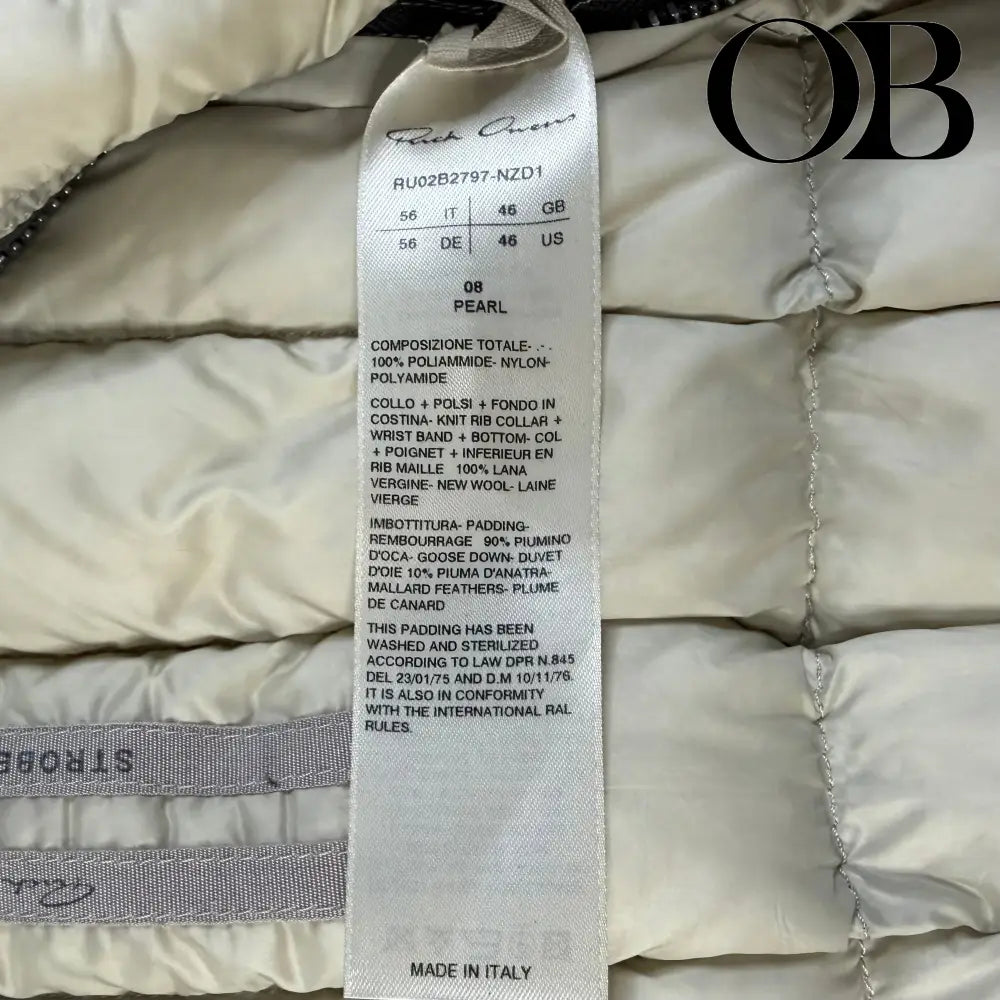 OB
Rick Owens
RU02B2797-NZD1
56 IT 46 GB
56 DE 46 US
08
PEARL
COMPOSIZIONE TOTALE- .- .
100% POLIAMMIDE- NYLON-
POLYAMIDE
COLLO + POLSI + FONDO IN
COSTINA- KNIT RIB COLLAR +
WRIST BAND + BOTTOM- COL
+ POIGNET + INFERIEUR EN
RIB MAILLE 100% LANA
VERGINE- NEW WOOL- LAINE
VIERGE
IMBOTTITURA- PADDING-
REMBOURRAGE 90% PIUMINO
D'OCA- GOOSE DOWN- DUVET
D'OIE 10% PIUMA D'ANATRA-
MALLARD FEATHERS- PLUME
DE CANARD
THIS PADDING HAS BEEN
WASHED AND STERILIZED
ACCORDING TO LAW DPR N.845
DEL 23/01/75 AND D.M 10/11/76.
IT IS ALSO IN CONFORMITY
WITH THE INTERNATIONAL RAL
RULES.
STROBE
Rick
MADE IN ITALY